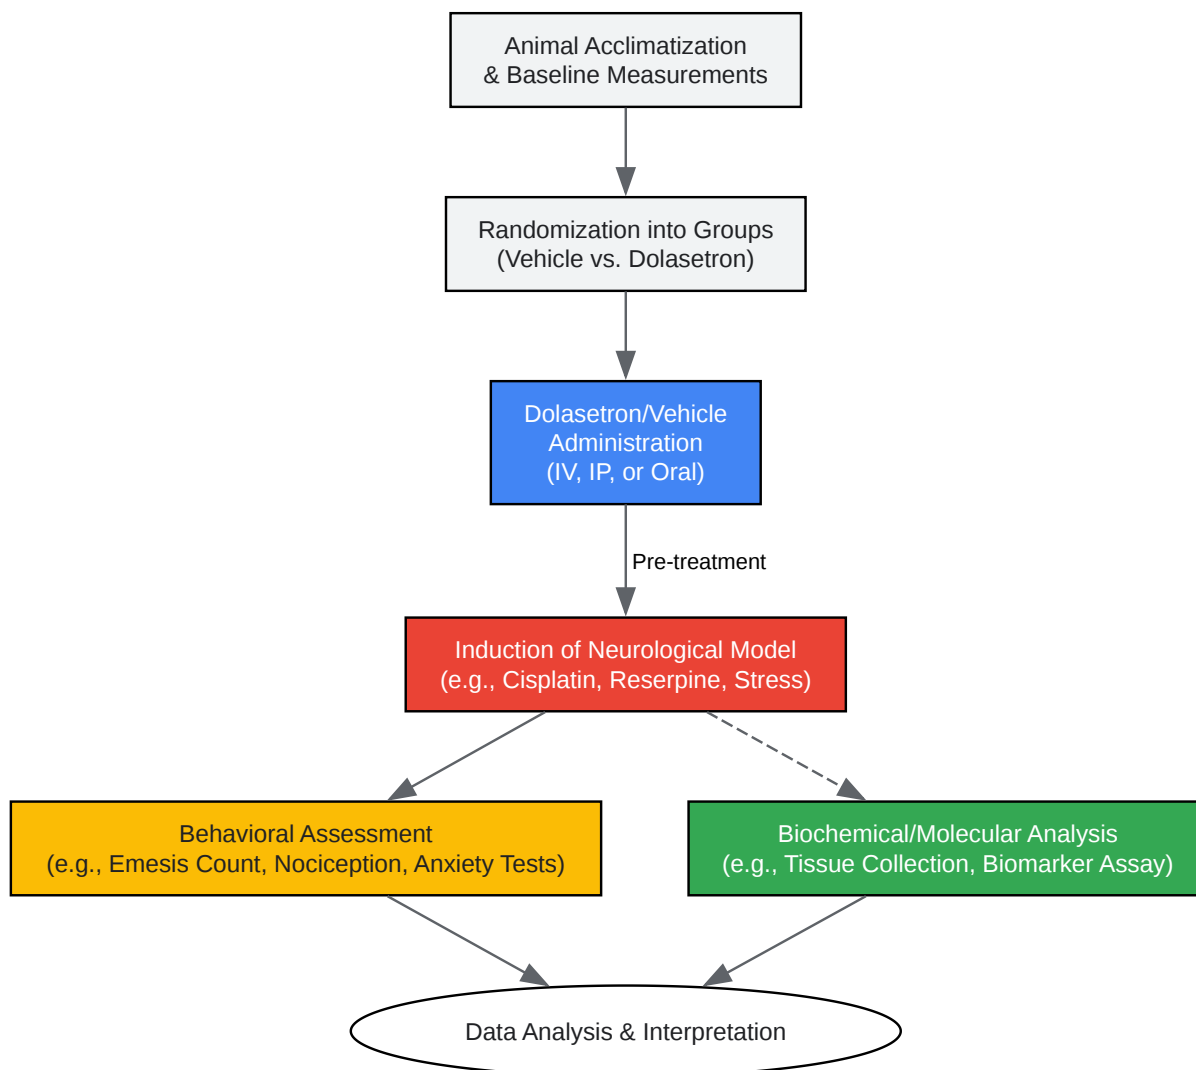 Animal Acclimatization
& Baseline Measurements
Randomization into Groups
(Vehicle vs. Dolasetron)
Dolasetron/Vehicle
Administration
(IV, IP, or Oral)
Pre-treatment
Induction of Neurological Model
(e.g., Cisplatin, Reserpine, Stress)
Behavioral Assessment
(e.g., Emesis Count, Nociception, Anxiety Tests)
Biochemical/Molecular Analysis
(e.g., Tissue Collection, Biomarker Assay)
Data Analysis & Interpretation